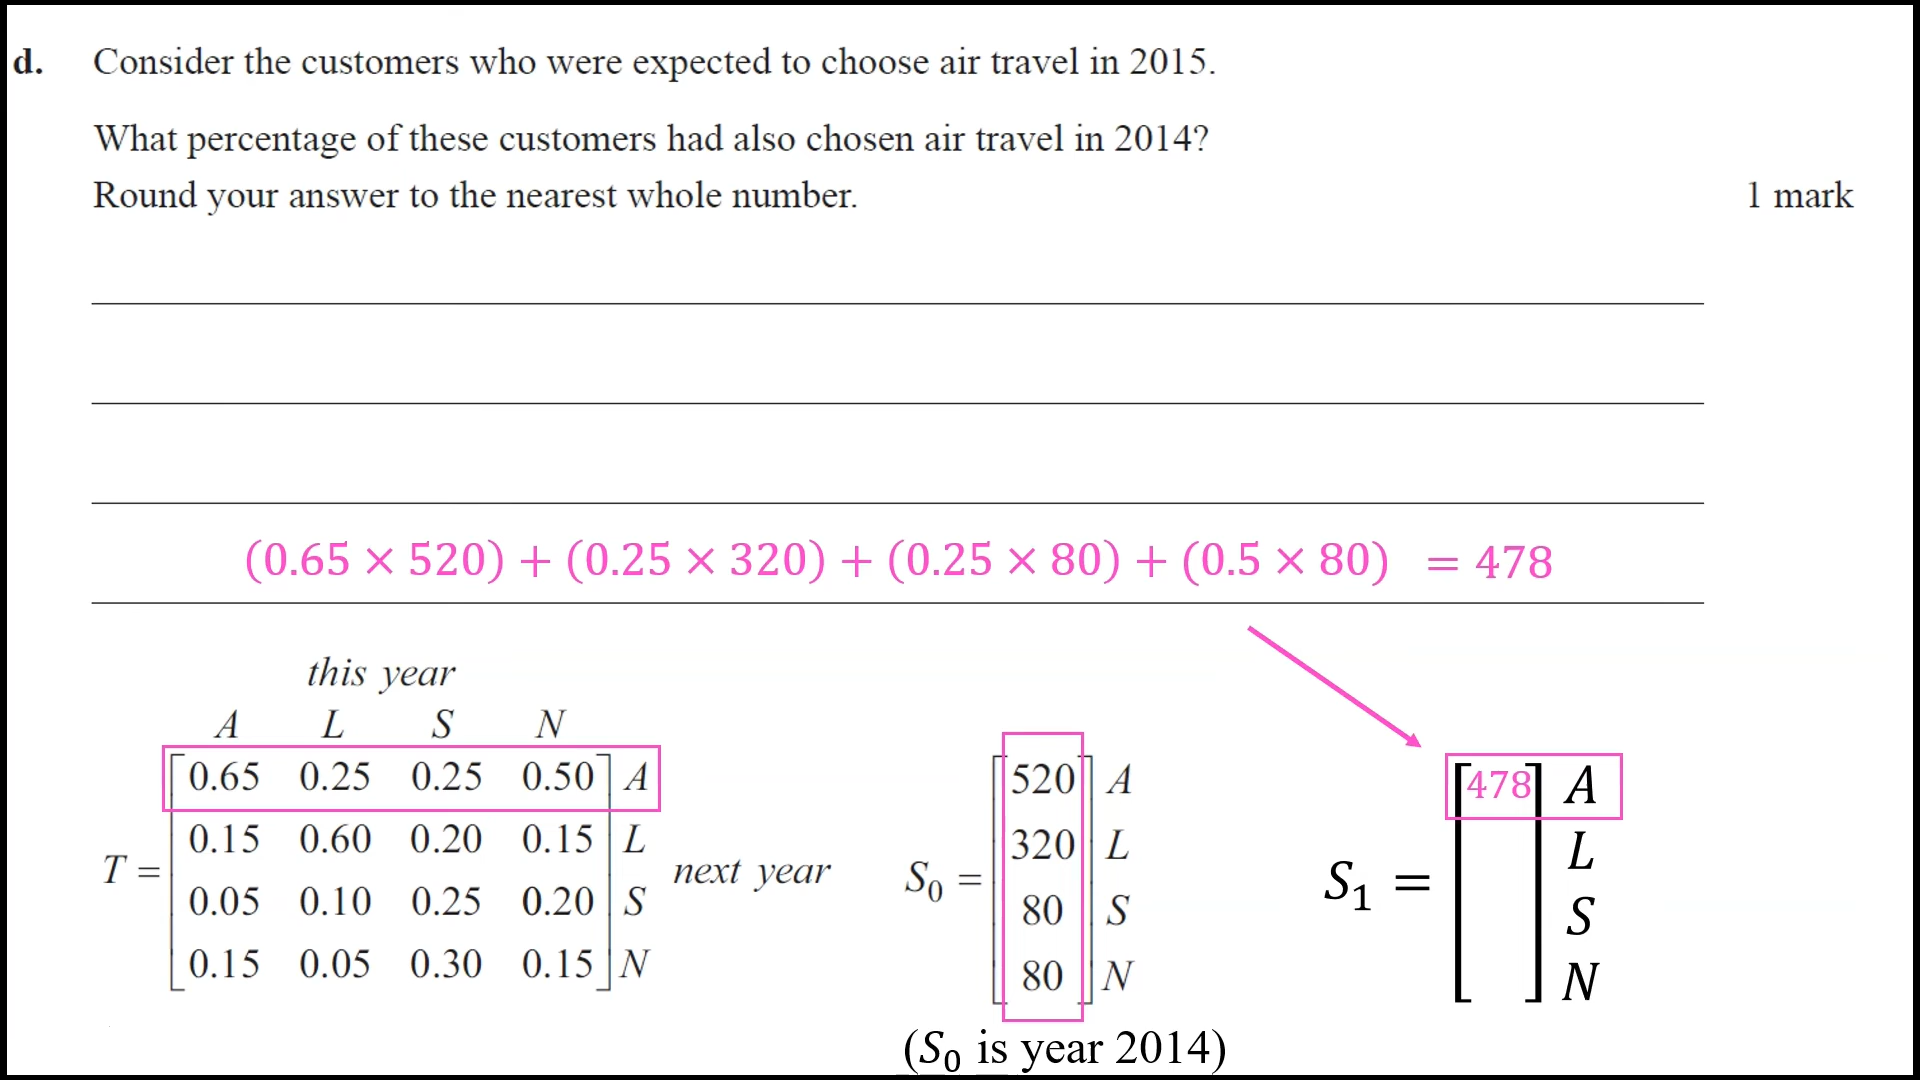 d. Consider the customers who were expected to choose air travel in 2015.
What percentage of these customers had also chosen air travel in 2014?
Round your answer to the nearest whole number. 1 mark
(0.65 × 520) + (0.25 × 320) + (0.25 × 80) + (0.5 × 80) = 478
this year
A L S N
0.65 0.25 0.25 0.50 A
0.15 0.60 0.20 0.15 L
0.05 0.10 0.25 0.20 S
0.15 0.05 0.30 0.15 N
T =
next year
S₀ =
520 A
320 L
80 S
80 N
(S₀ is year 2014)
S₁ =
478 A
L
S
N